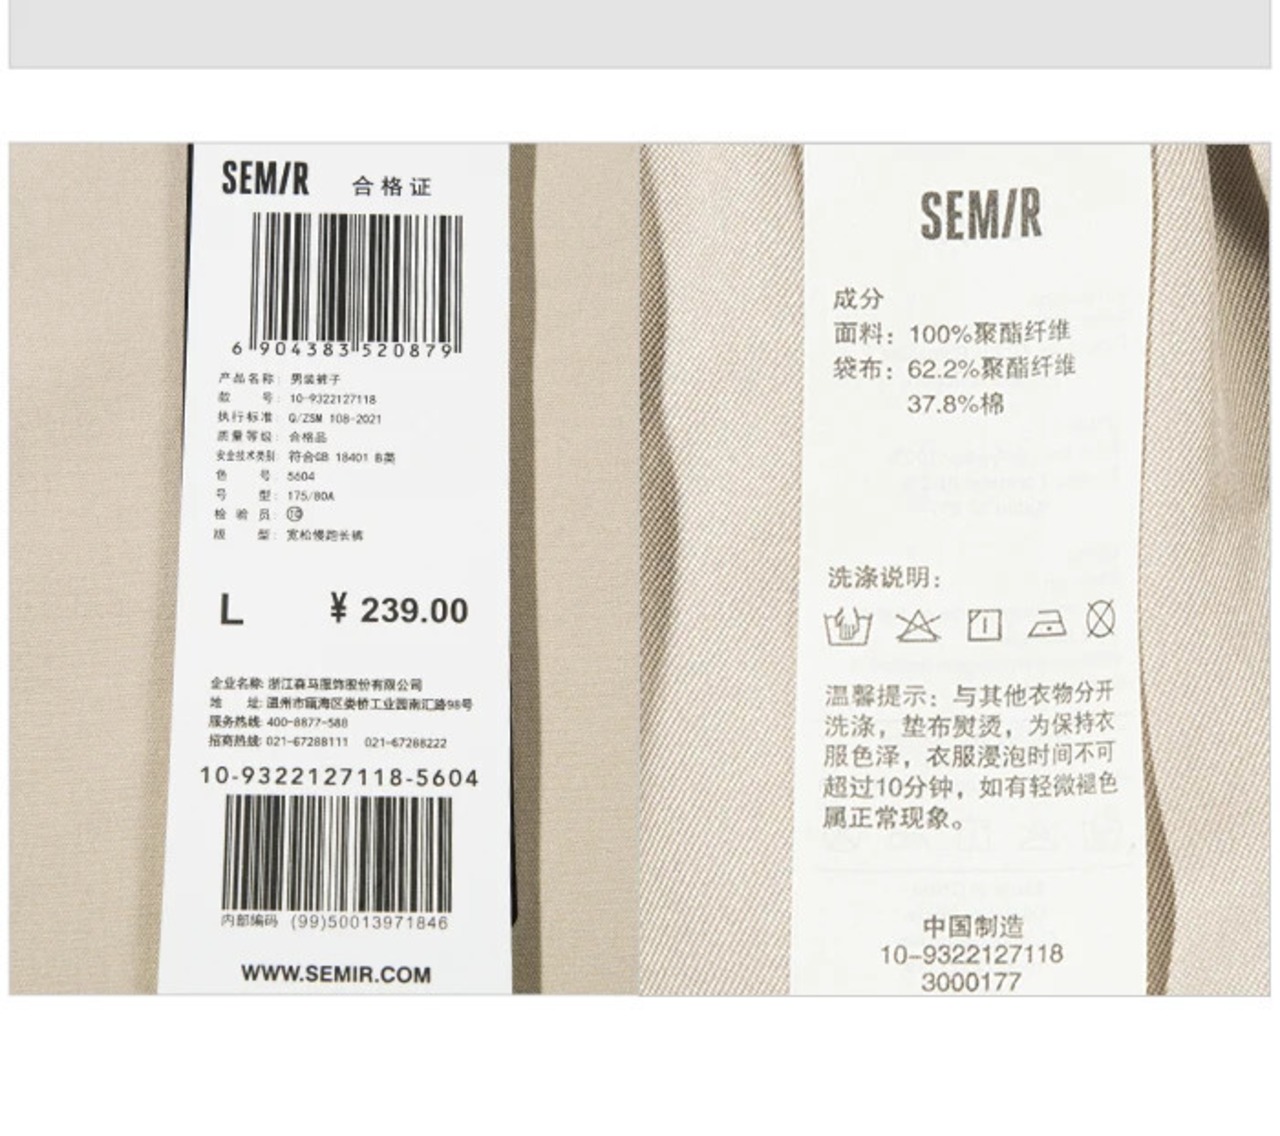 SEMIR 合格证
6 904383 520879
产品名称: 男装裤子
款 号: 10-9322127118
执行标准: Q/ZSM 108-2021
质量等级: 合格品
安全技术类别: 符合GB 18401 B类
色 号: 5604
号 型: 175/80A
检 验 员:
版 型: 宽松慢跑长裤
L ¥ 239.00
企业名称: 浙江森马服饰股份有限公司
地 址: 温州市瓯海区娄桥工业园南汇路98号
服务热线: 400-8877-588
招商热线: 021-67288111 021-67288222
10-9322127118-5604
内部编码 (99)50013971846
WWW.SEMIR.COM
SEMIR
成分
面料: 100%聚酯纤维
袋布: 62.2%聚酯纤维
37.8%棉
洗涤说明:
温馨提示: 与其他衣物分开
洗涤，垫布熨烫，为保持衣
服色泽，衣服浸泡时间不可
超过10分钟，如有轻微褪色
属正常现象。
中国制造
10-9322127118
3000177